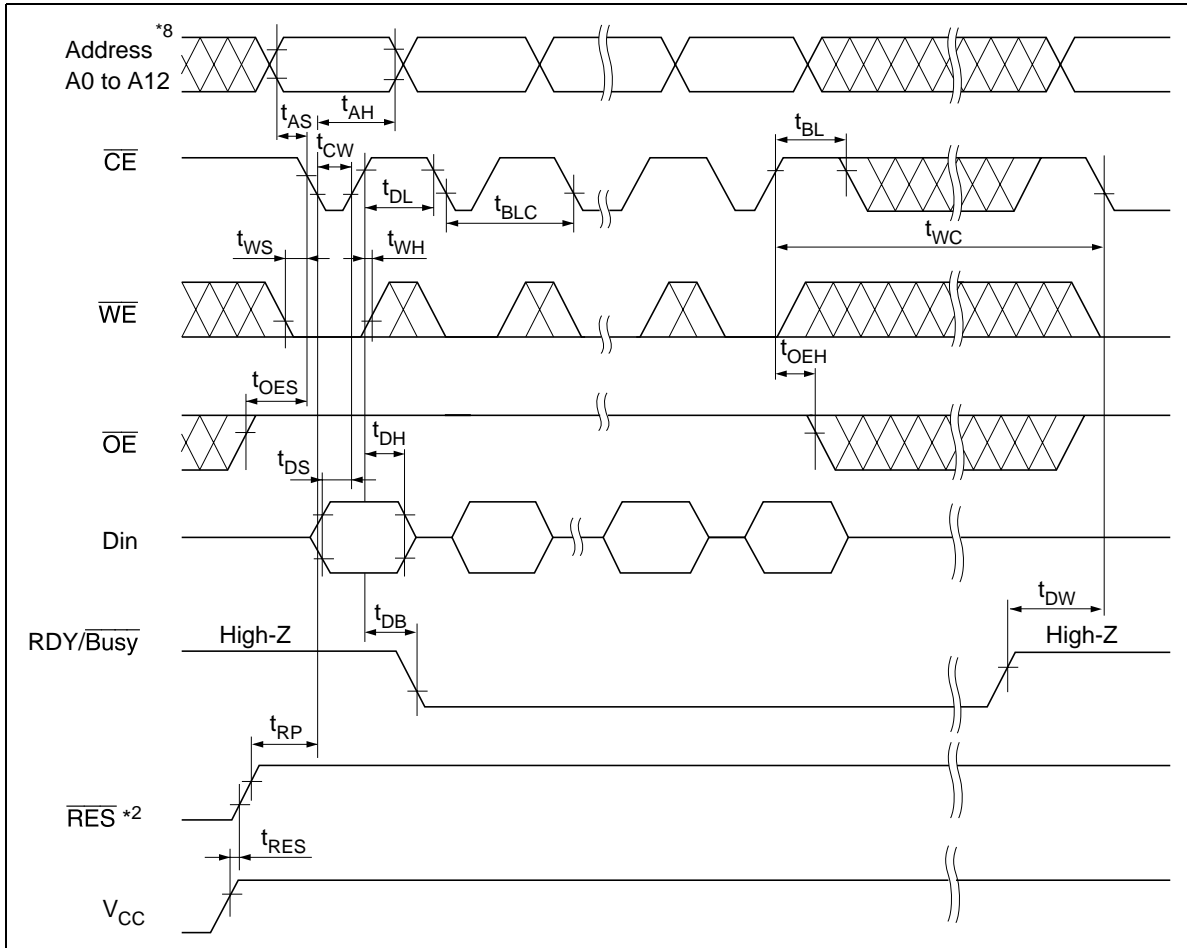 Address *8
A0 to A12
tAS
tAH
tCW
tBL
CE
tDL
tBLC
tWC
tWS
tWH
WE
tOEH
tOES
OE
tDH
tDS
Din
tDW
tDB
RDY/Busy
High-Z
High-Z
tRP
RES *2
tRES
VCC